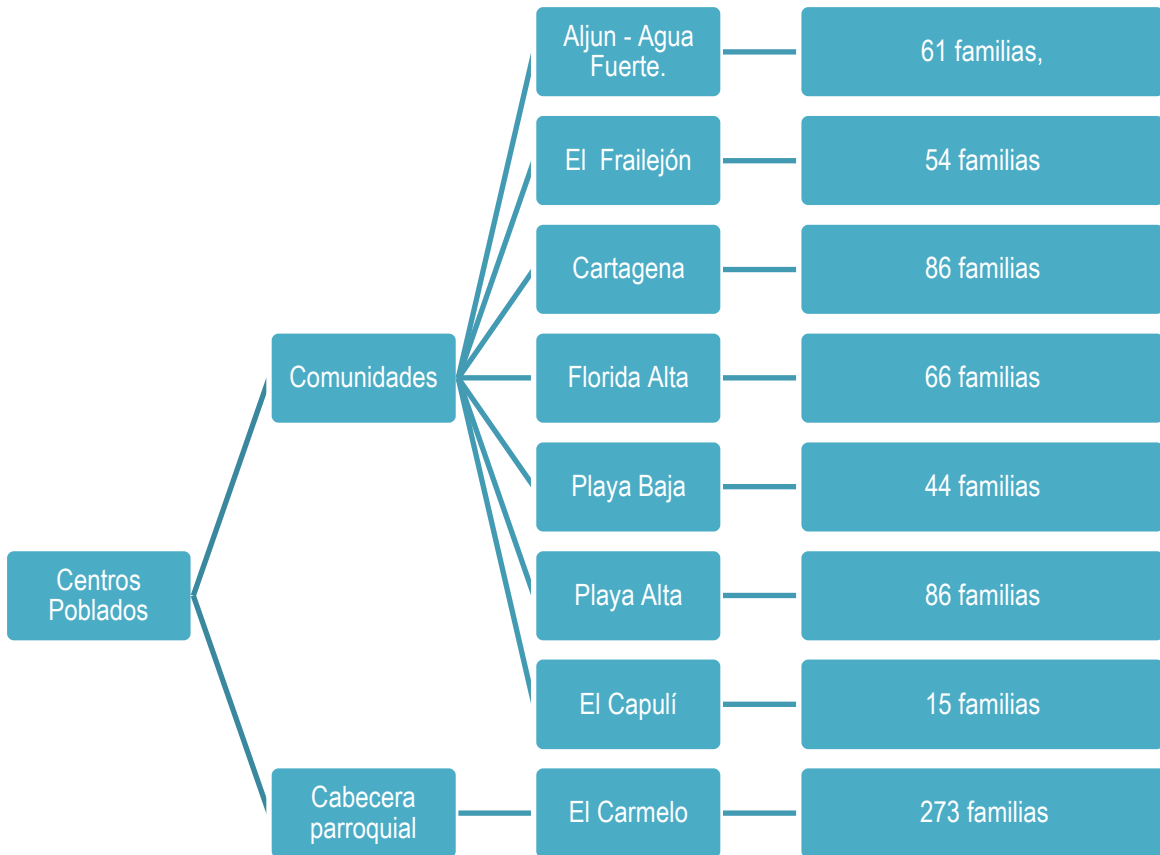 Aljun - Agua
Fuerte.
61 familias,
El Frailejón
54 familias
Cartagena
86 familias
Comunidades
Florida Alta
66 familias
Playa Baja
44 familias
Centros
Poblados
Playa Alta
86 familias
El Capulí
15 familias
Cabecera
parroquial
El Carmelo
273 familias